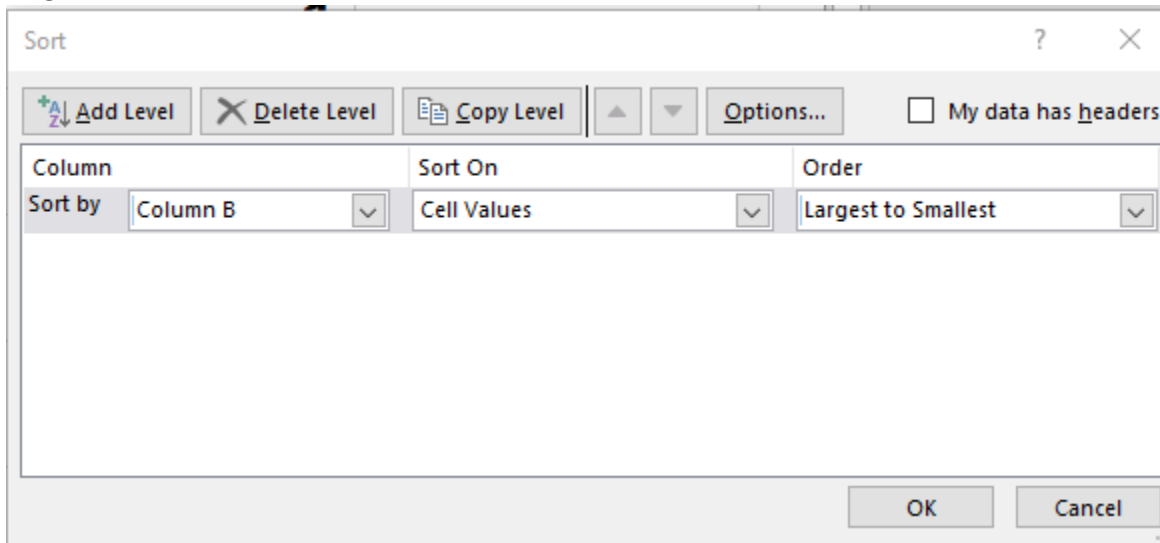 Sort ?
Add Level Delete Level Copy Level Options... My data has headers
Column Sort On Order
Sort by Column B Cell Values Largest to Smallest
OK Cancel